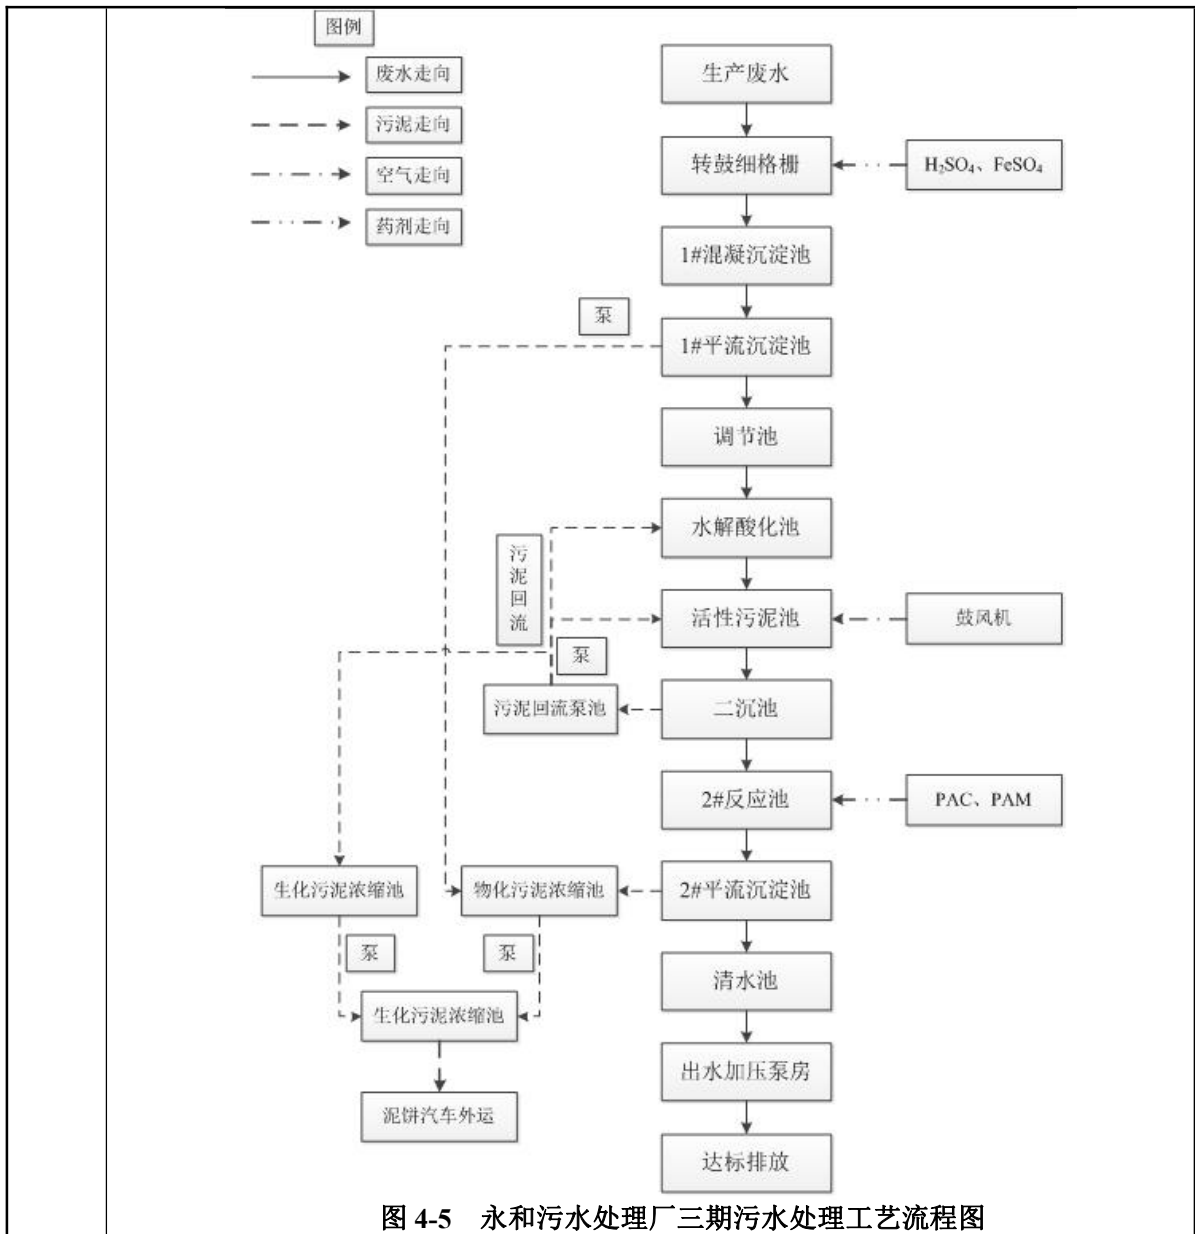 图例
废水走向
污泥走向
空气走向
药剂走向
生产废水
转鼓细格栅
H₂SO₄、FeSO₄
1#混凝沉淀池
泵
1#平流沉淀池
调节池
水解酸化池
污泥回流
活性污泥池
鼓风机
泵
污泥回流泵池
二沉池
2#反应池
PAC、PAM
生化污泥浓缩池
物化污泥浓缩池
2#平流沉淀池
泵
泵
清水池
生化污泥浓缩池
出水加压泵房
泥饼汽车外运
达标排放
图 4-5 永和污水处理厂三期污水处理工艺流程图